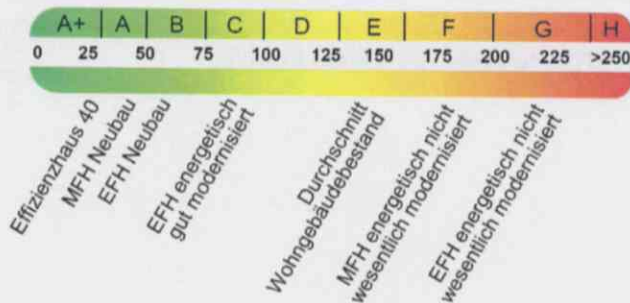 A+ A B C D E F G H
0 25 50 75 100 125 150 175 200 225 >250
Effizienzhaus 40
MFH Neubau
EFH Neubau
EFH energetisch
gut modernisiert
Durchschnitt
Wohngebäudebestand
MFH energetisch nicht
wesentlich modernisiert
EFH energetisch nicht
wesentlich modernisiert